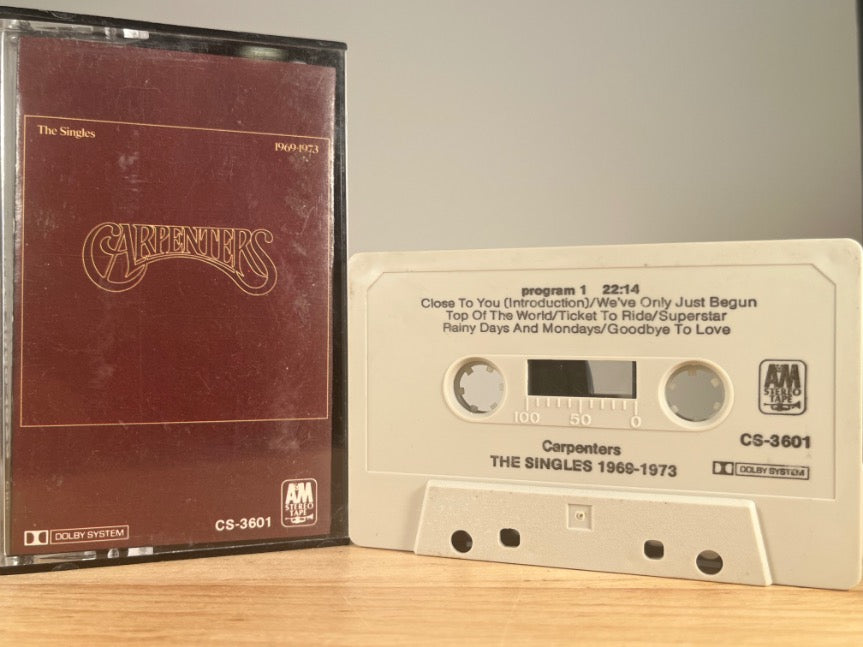 The Singles
1969-1973
CARPENTERS
DOLBY SYSTEM
CS-3601
A&M
STEREO
TAPE
program 1 22:14
Close To You (Introduction)/We've Only Just Begun
Top Of The World/Ticket To Ride/Superstar
Rainy Days And Mondays/Goodbye To Love
100 50 0
A&M
STEREO
TAPE
CS-3601
Carpenters
THE SINGLES 1969-1973
DOLBY SYSTEM